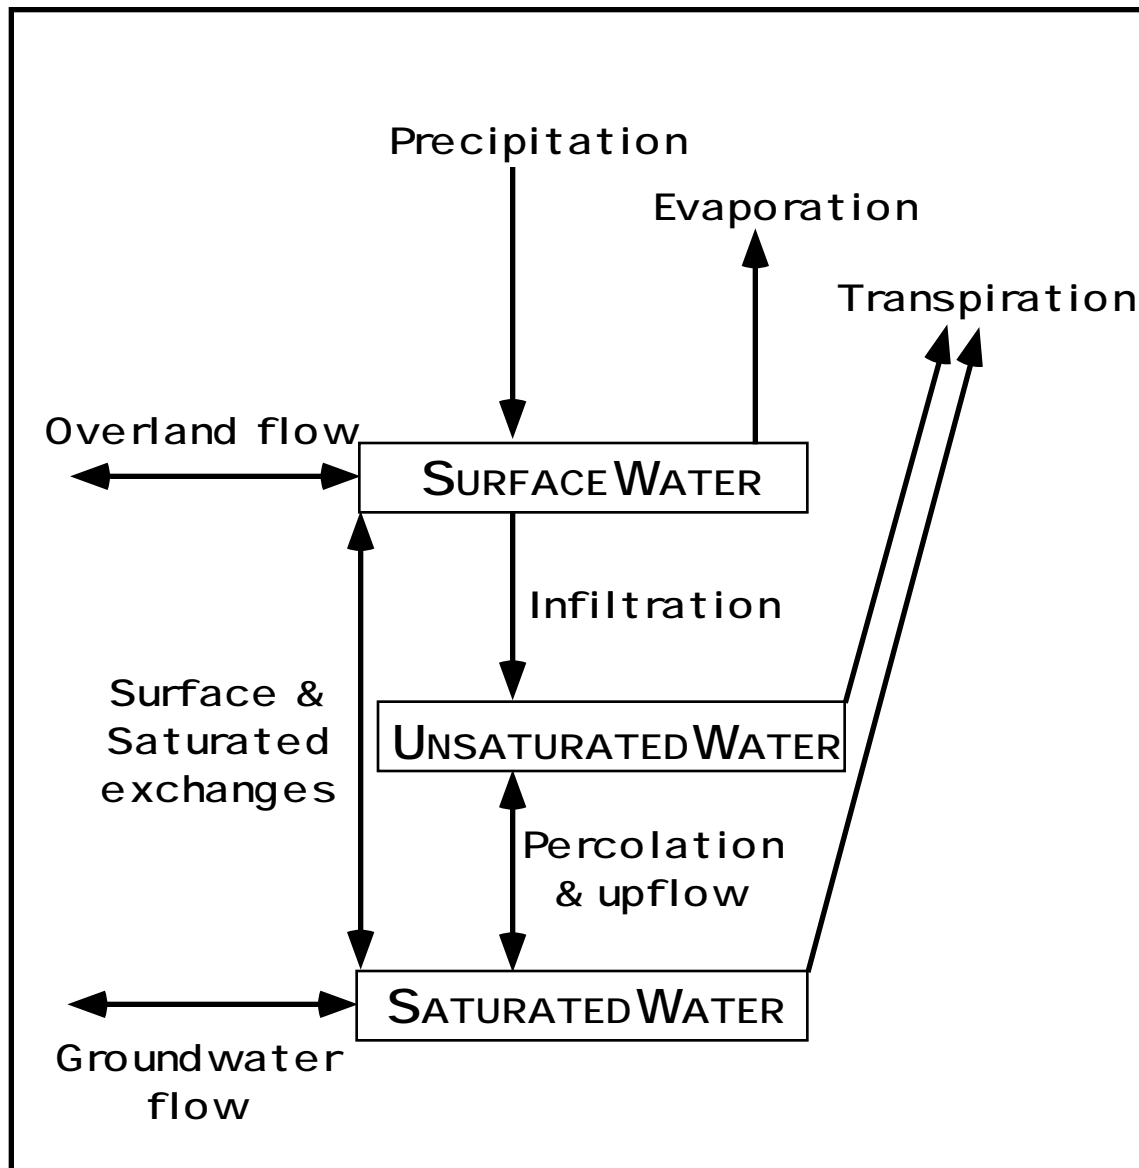 Precipitation
Evaporation
Transpiration
Overland flow
SURFACE WATER
Infiltration
Surface &
Saturated
exchanges
UNSATURATED WATER
Percolation
& upflow
SATURATED WATER
Groundwater
flow